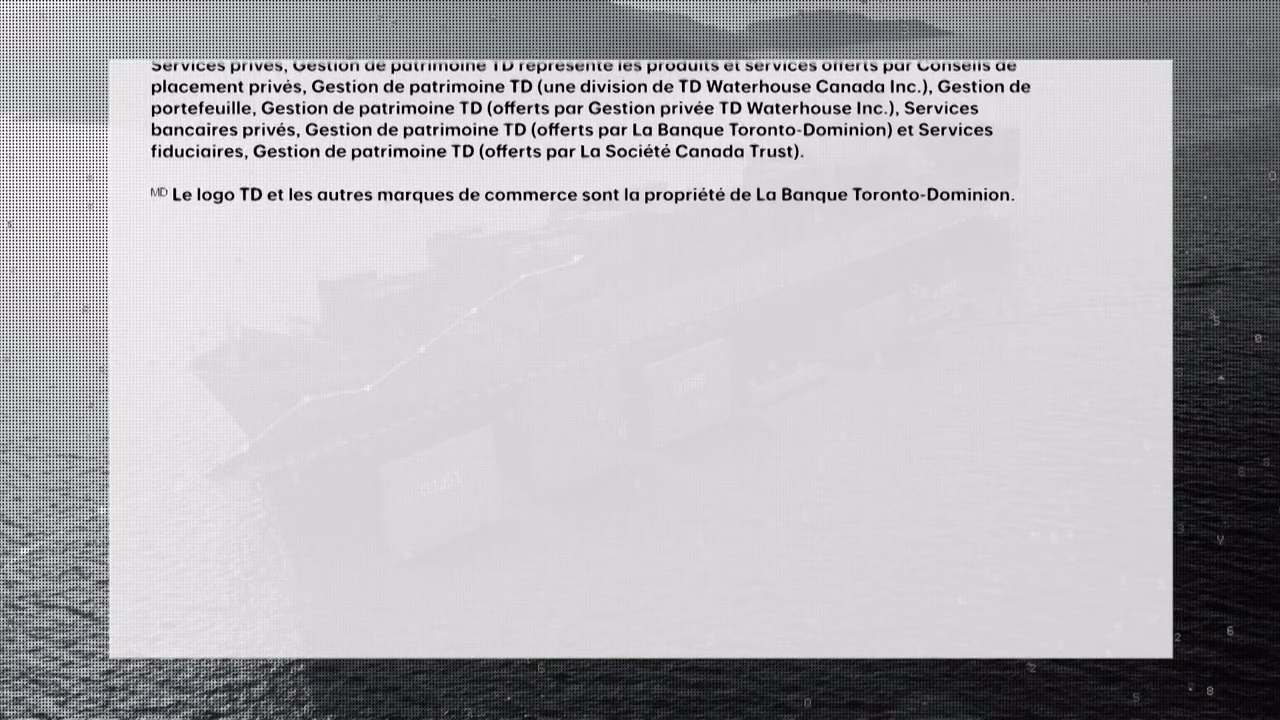 Services privés, Gestion de patrimoine TD représente les produits et services offerts par Conseils de
placement privés, Gestion de patrimoine TD (une division de TD Waterhouse Canada Inc.), Gestion de
portefeuille, Gestion de patrimoine TD (offerts par Gestion privée TD Waterhouse Inc.), Services
bancaires privés, Gestion de patrimoine TD (offerts par La Banque Toronto-Dominion) et Services
fiduciaires, Gestion de patrimoine TD (offerts par La Société Canada Trust).
MD Le logo TD et les autres marques de commerce sont la propriété de La Banque Toronto-Dominion.